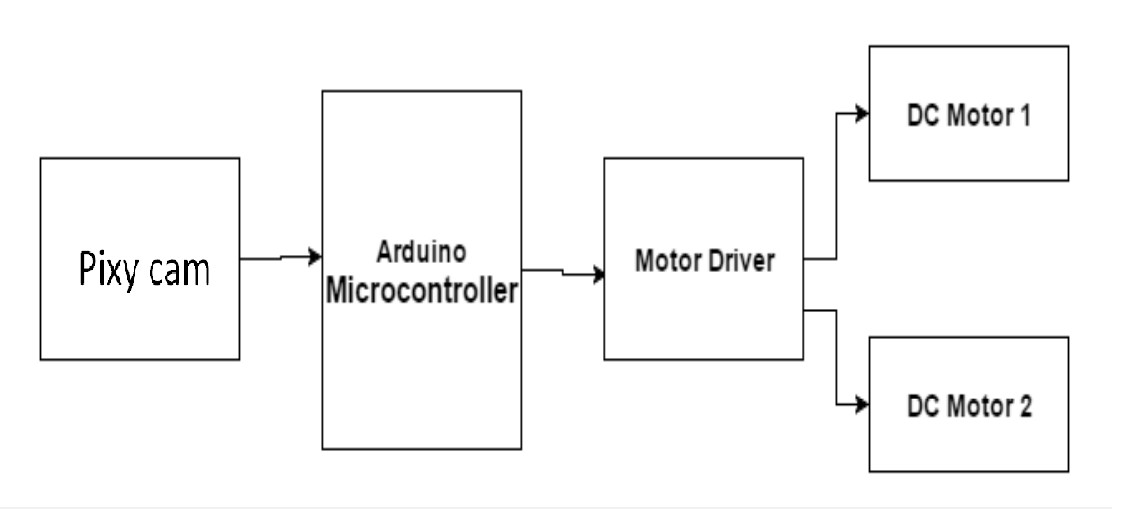 Pixy cam
Arduino
Microcontroller
Motor Driver
DC Motor 1
DC Motor 2